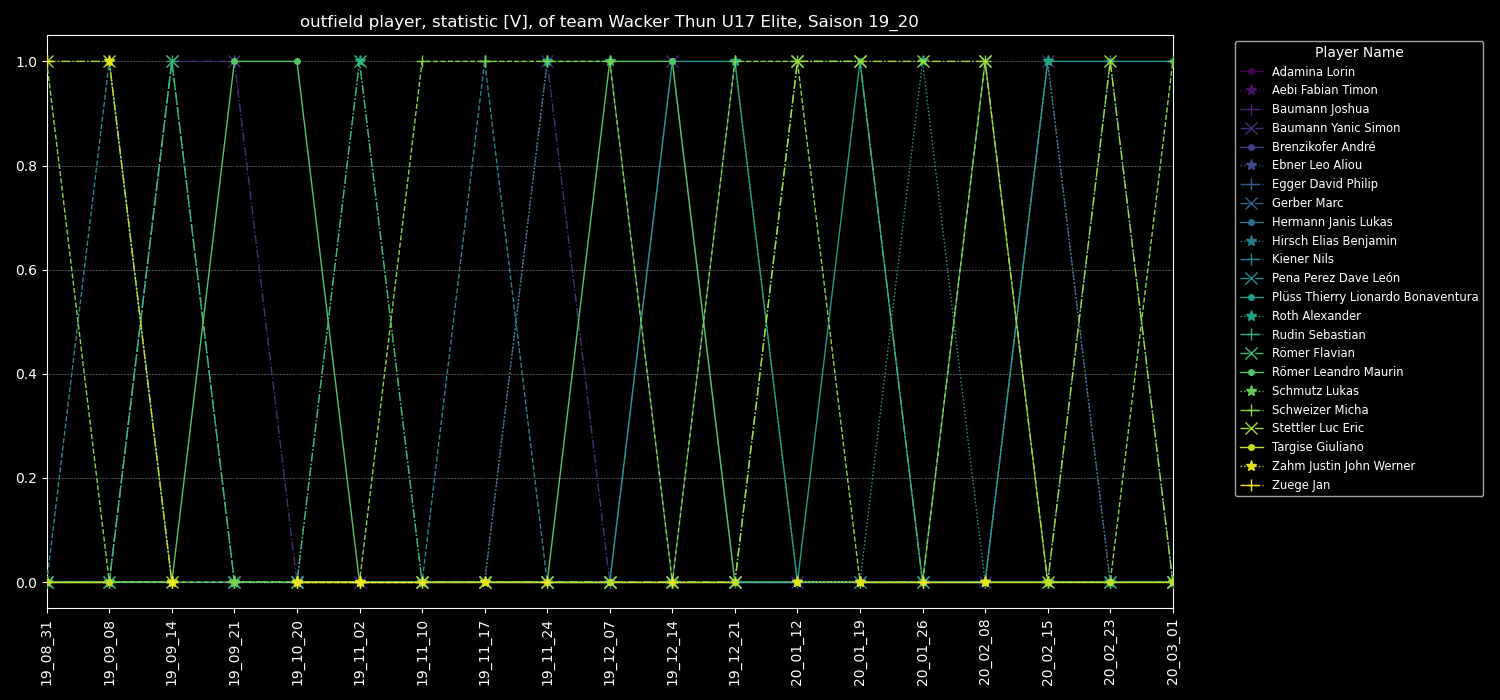 outfield player, statistic [V], of team Wacker Thun U17 Elite, Saison 19_20
1.0
0.8
0.6
0.4
0.2
0.0
19_08_31
19_09_08
19_09_14
19_09_21
19_10_20
19_11_02
19_11_10
19_11_17
19_11_24
19_12_07
19_12_14
19_12_21
20_01_12
20_01_19
20_01_26
20_02_08
20_02_15
20_02_23
20_03_01
Player Name
Adamina Lorin
Aebi Fabian Timon
Baumann Joshua
Baumann Yanic Simon
Brenzikofer André
Ebner Leo Aliou
Egger David Philip
Gerber Marc
Hermann Janis Lukas
Hirsch Elias Benjamin
Kiener Nils
Pena Perez Dave León
Plüss Thierry Lionardo Bonaventura
Roth Alexander
Rudin Sebastian
Römer Flavian
Römer Leandro Maurin
Schmutz Lukas
Schweizer Micha
Stettler Luc Eric
Targise Giuliano
Zahm Justin John Werner
Zuege Jan